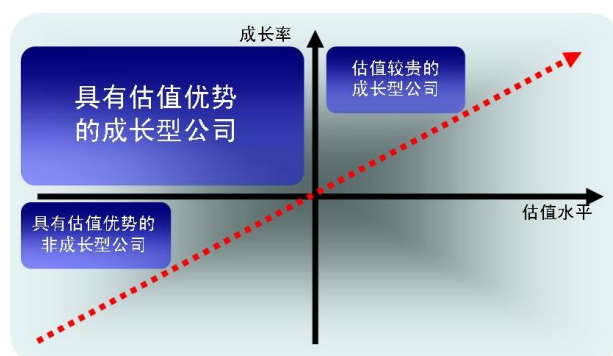 成长率
估值较贵的
成长型公司
具有估值优势
的成长型公司
估值水平
具有估值优势的
非成长型公司